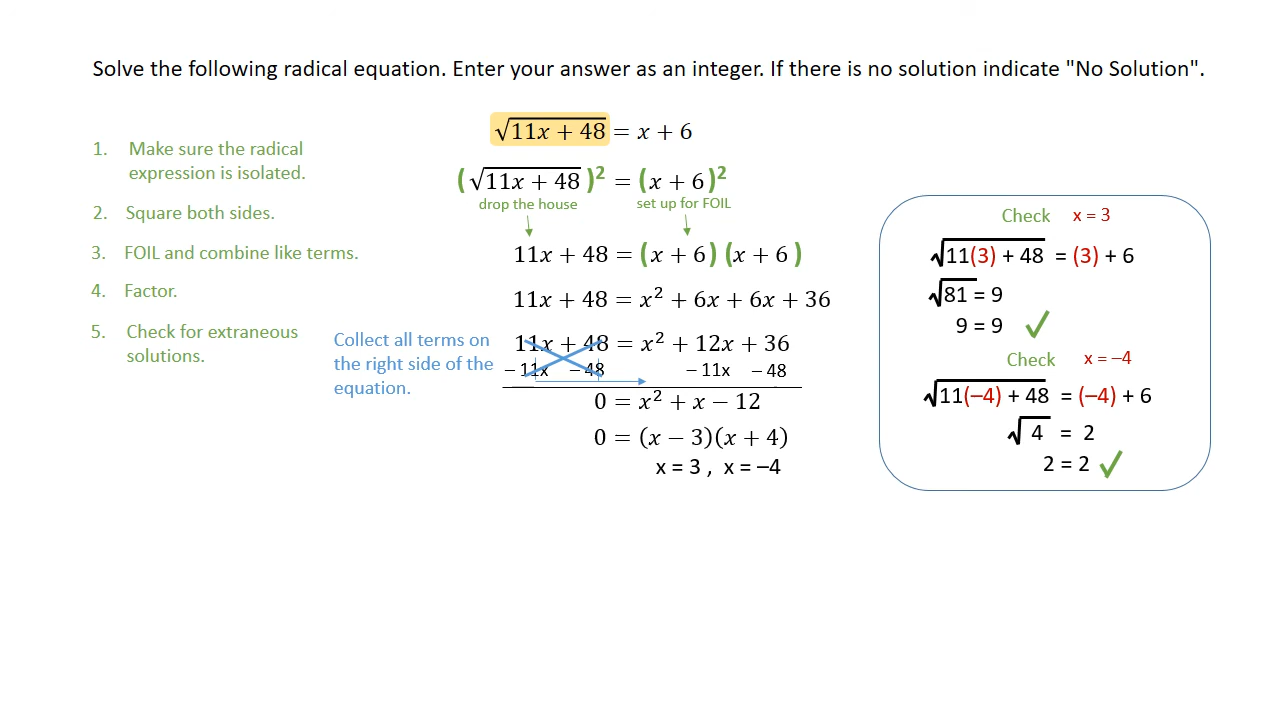 Solve the following radical equation. Enter your answer as an integer. If there is no solution indicate "No Solution".
1. Make sure the radical
expression is isolated.
2. Square both sides.
3. FOIL and combine like terms.
4. Factor.
5. Check for extraneous
solutions.
√(11x + 48) = x + 6
(√(11x + 48))² = (x + 6)²
drop the house
set up for FOIL
11x + 48 = (x + 6) (x + 6)
11x + 48 = x² + 6x + 6x + 36
Collect all terms on
the right side of the
equation.
11x + 48 = x² + 12x + 36
– 11x – 48 – 11x – 48
0 = x² + x − 12
0 = (x − 3)(x + 4)
x = 3 , x = –4
Check x = 3
√(11(3) + 48) = (3) + 6
√81 = 9
9 = 9 ✓
Check x = –4
√(11(–4) + 48) = (–4) + 6
√4 = 2
2 = 2 ✓